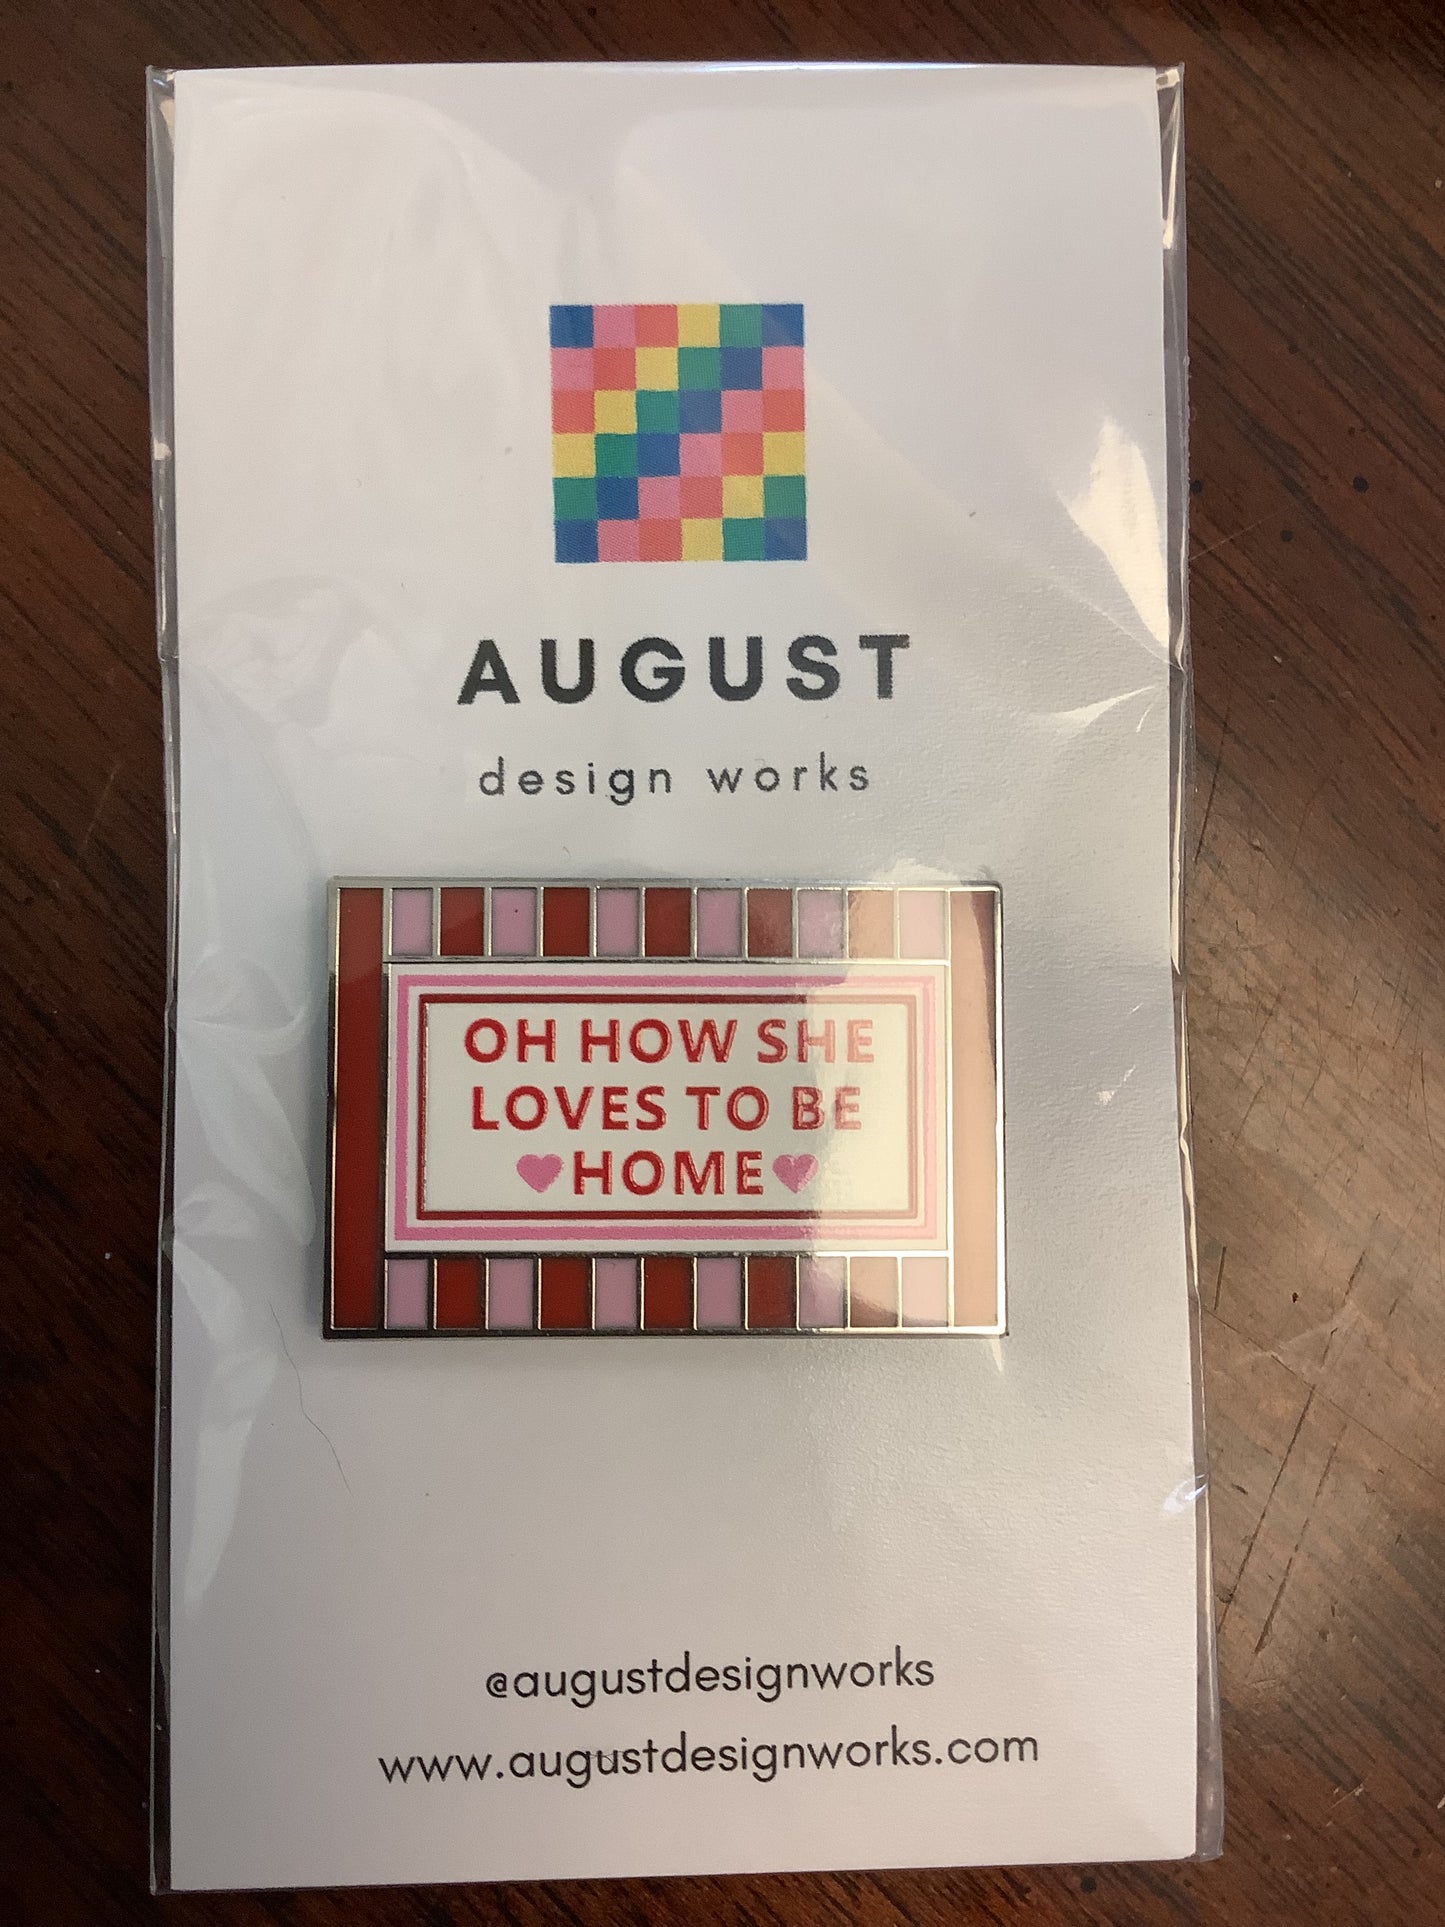 AUGUST
design works
OH HOW SHE
LOVES TO BE
HOME
@augustdesignworks
www.augustdesignworks.com